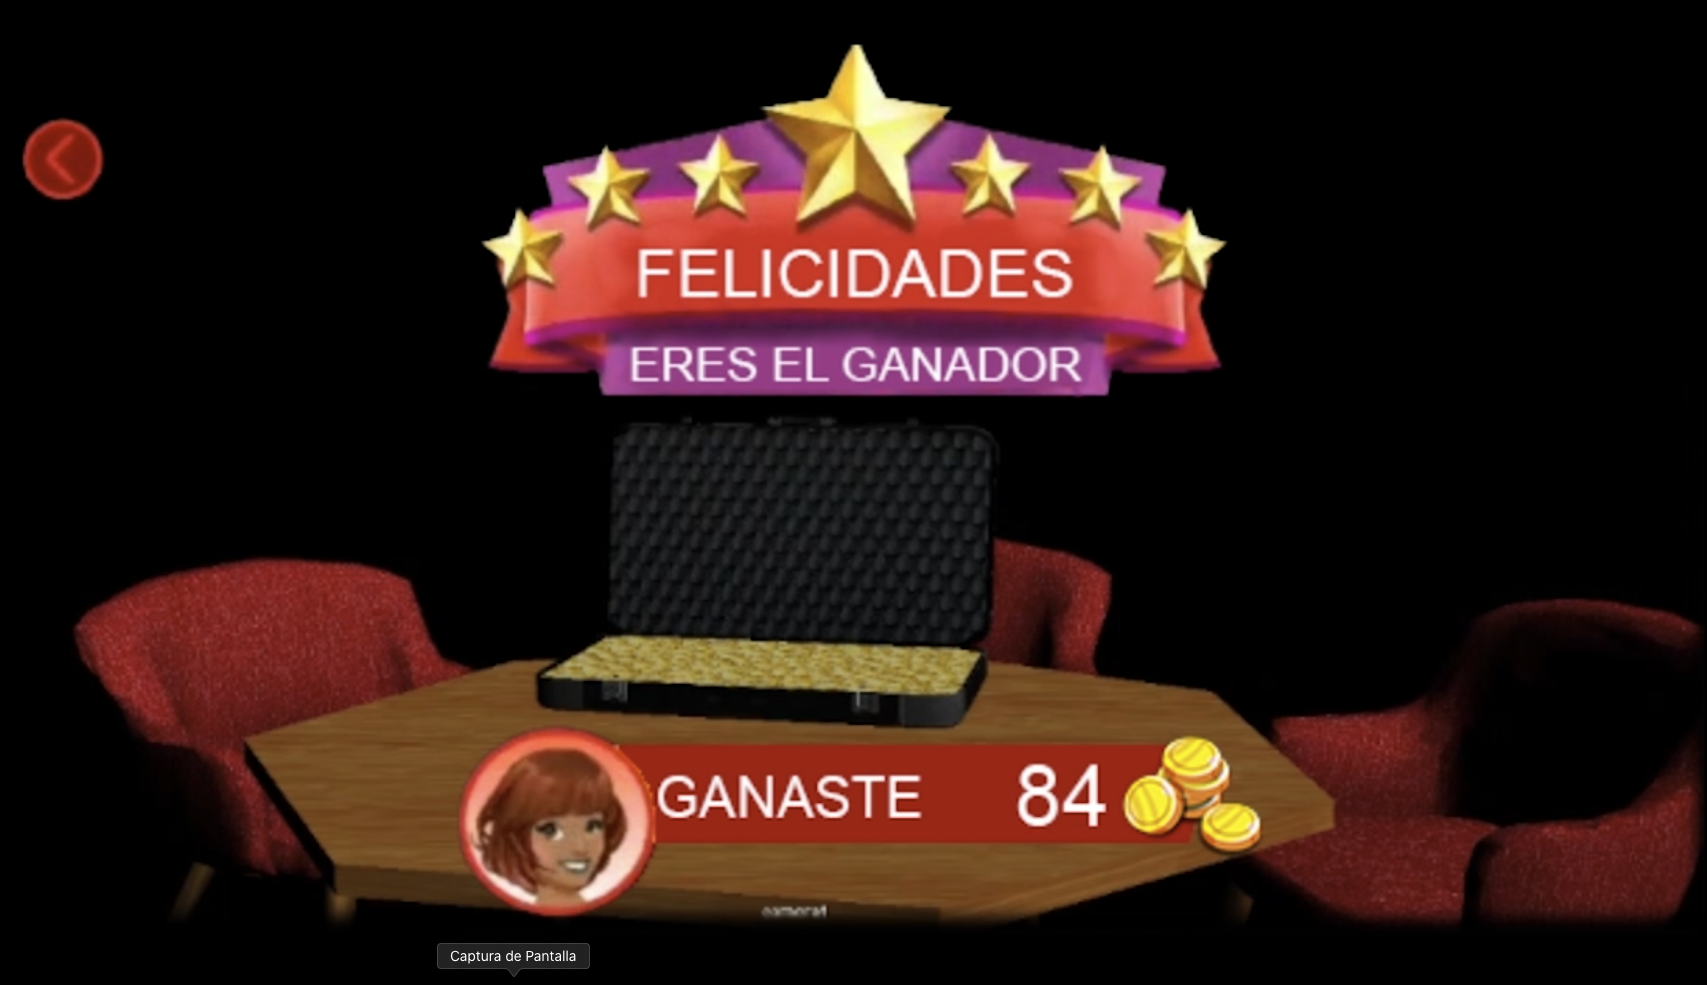 FELICIDADES
ERES EL GANADOR
GANASTE 84
Captura de Pantalla